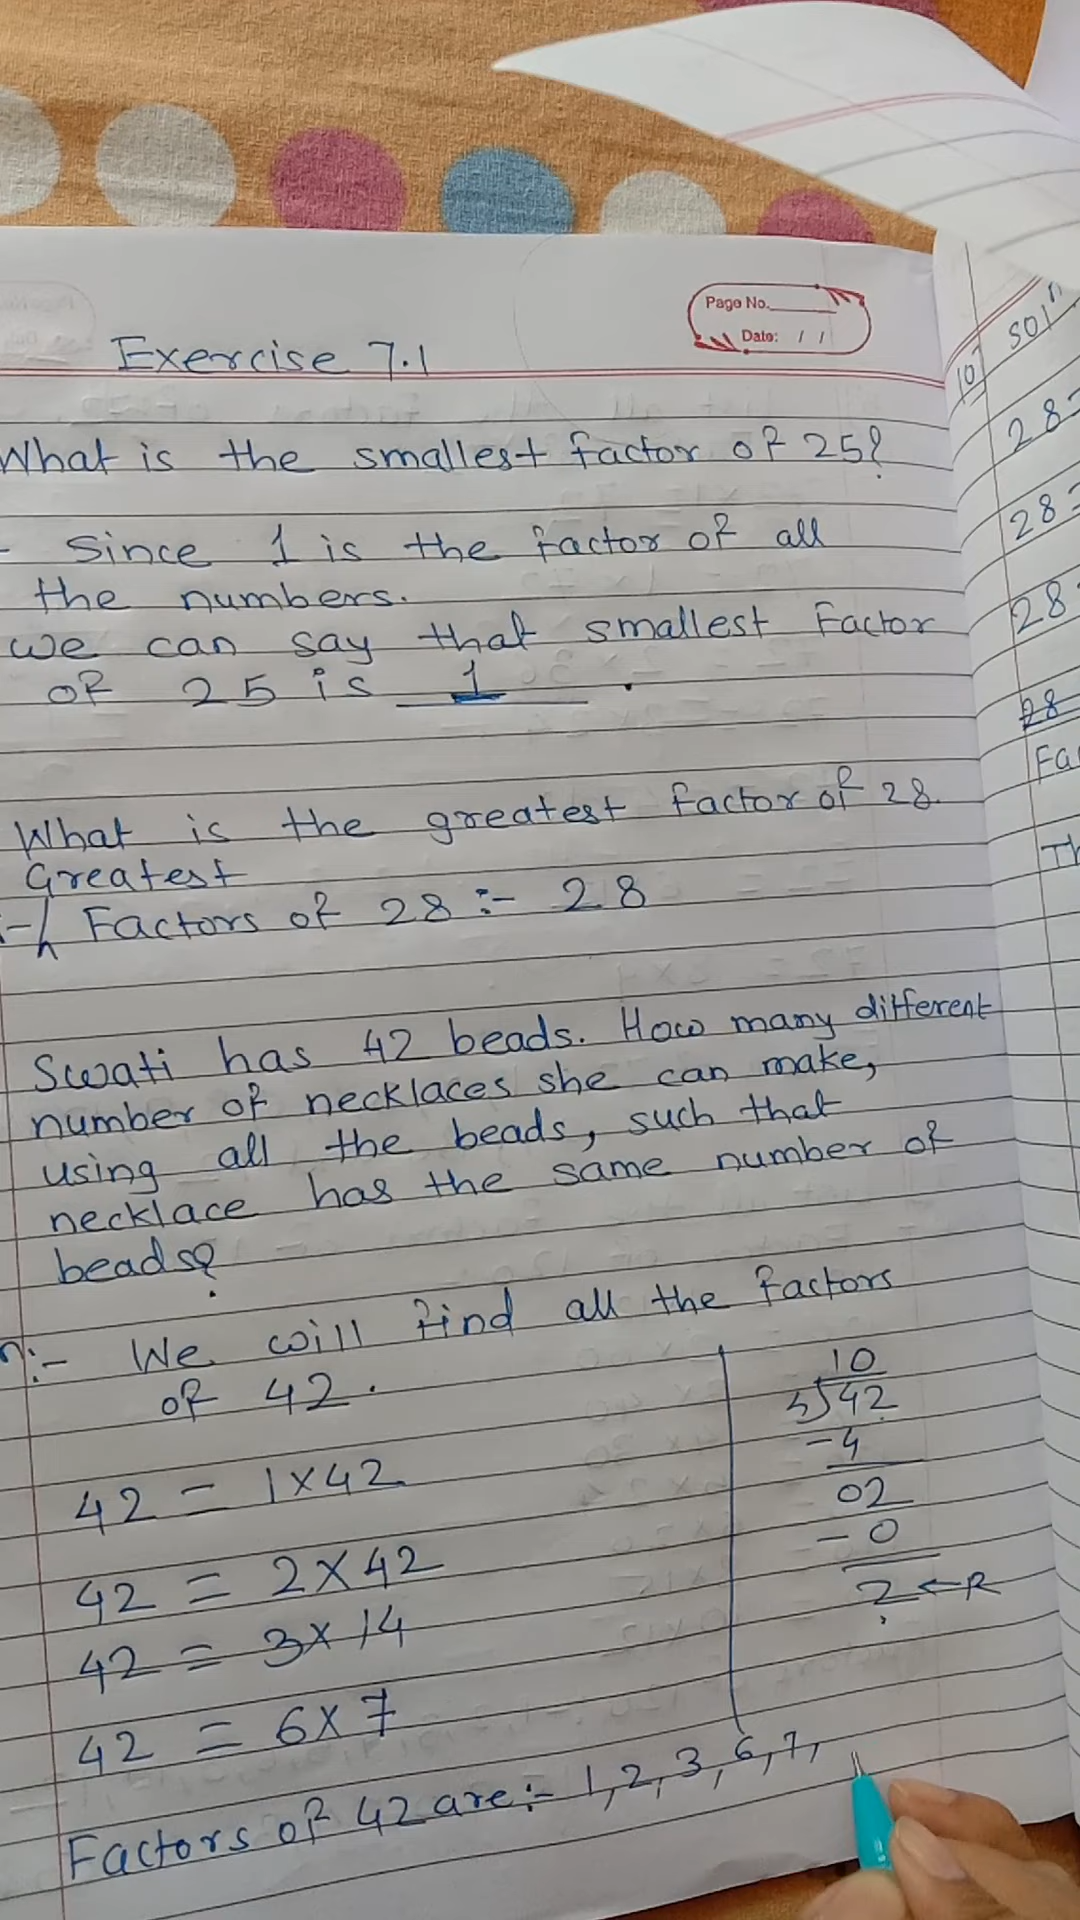 Page No.
Date: / /
Exercise 7.1
What is the smallest factor of 25?
- Since 1 is the factor of all
the numbers.
we can say that smallest Factor
of 25 is 1 .
What is the greatest factor of 28.
Greatest
:- Factors of 28 :- 28
Swati has 42 beads. How many different
number of necklaces she can make,
using all the beads, such that
necklace has the same number of
beads?
n:- We will find all the factors
of 42.
42 = 1×42
42 = 2×42
42 = 3×14
42 = 6×7
Factors of 42 are:- 1, 2, 3, 6, 7,
10
42
-4
02
-0
2 ← R
10
Soln
28=
28=
28
28
Fa
Th